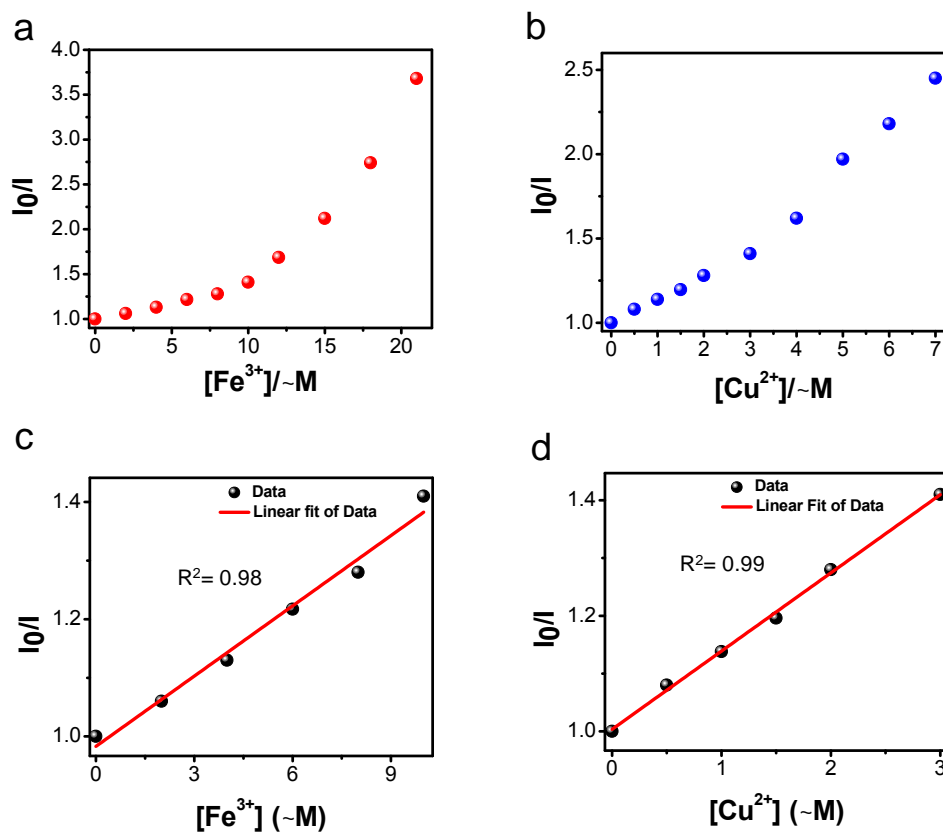 a
4.0
3.5
3.0
2.5
2.0
1.5
1.0
I0/I
0 5 10 15 20
[Fe3+]/~M
b
2.5
2.0
1.5
1.0
I0/I
0 1 2 3 4 5 6 7
[Cu2+]/~M
c
1.4
1.2
1.0
I0/I
Data
Linear fit of Data
R2= 0.98
0 3 6 9
[Fe3+] (~M)
d
1.4
1.2
1.0
I0/I
Data
Linear Fit of Data
R2= 0.99
0 1 2 3
[Cu2+] (~M)